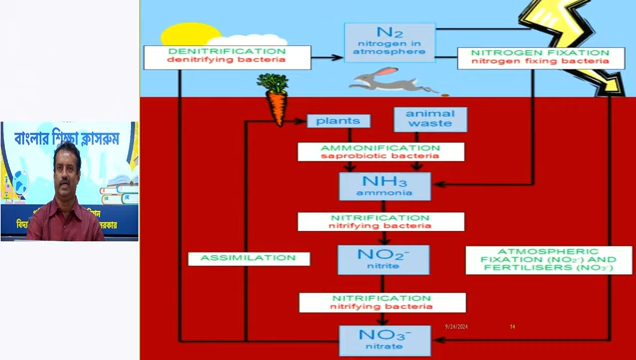 N2
nitrogen in
atmosphere
DENITRIFICATION
denitrifying bacteria
NITROGEN FIXATION
nitrogen fixing bacteria
plants
animal
waste
AMMONIFICATION
saprobiotic bacteria
NH3
ammonia
NITRIFICATION
nitrifying bacteria
NO2-
nitrite
ASSIMILATION
ATMOSPHERIC
FIXATION (NO2-) AND
FERTILISERS (NO3-)
NITRIFICATION
nitrifying bacteria
NO3-
nitrate
9/24/2024
14
বাংলার শিক্ষা ক্লাসরুম